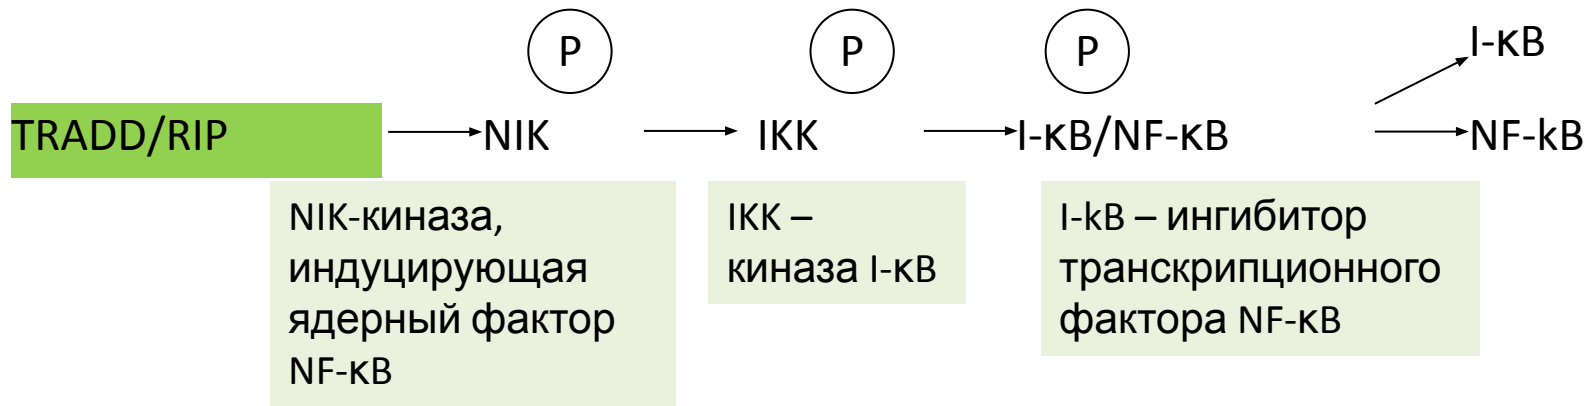 P P P I-κB
TRADD/RIP NIK IKK I-κB/NF-κB NF-kB
NIK-киназа,
индуцирующая
ядерный фактор
NF-κB
IKK –
киназа I-κB
I-kB – ингибитор
транскрипционного
фактора NF-κB